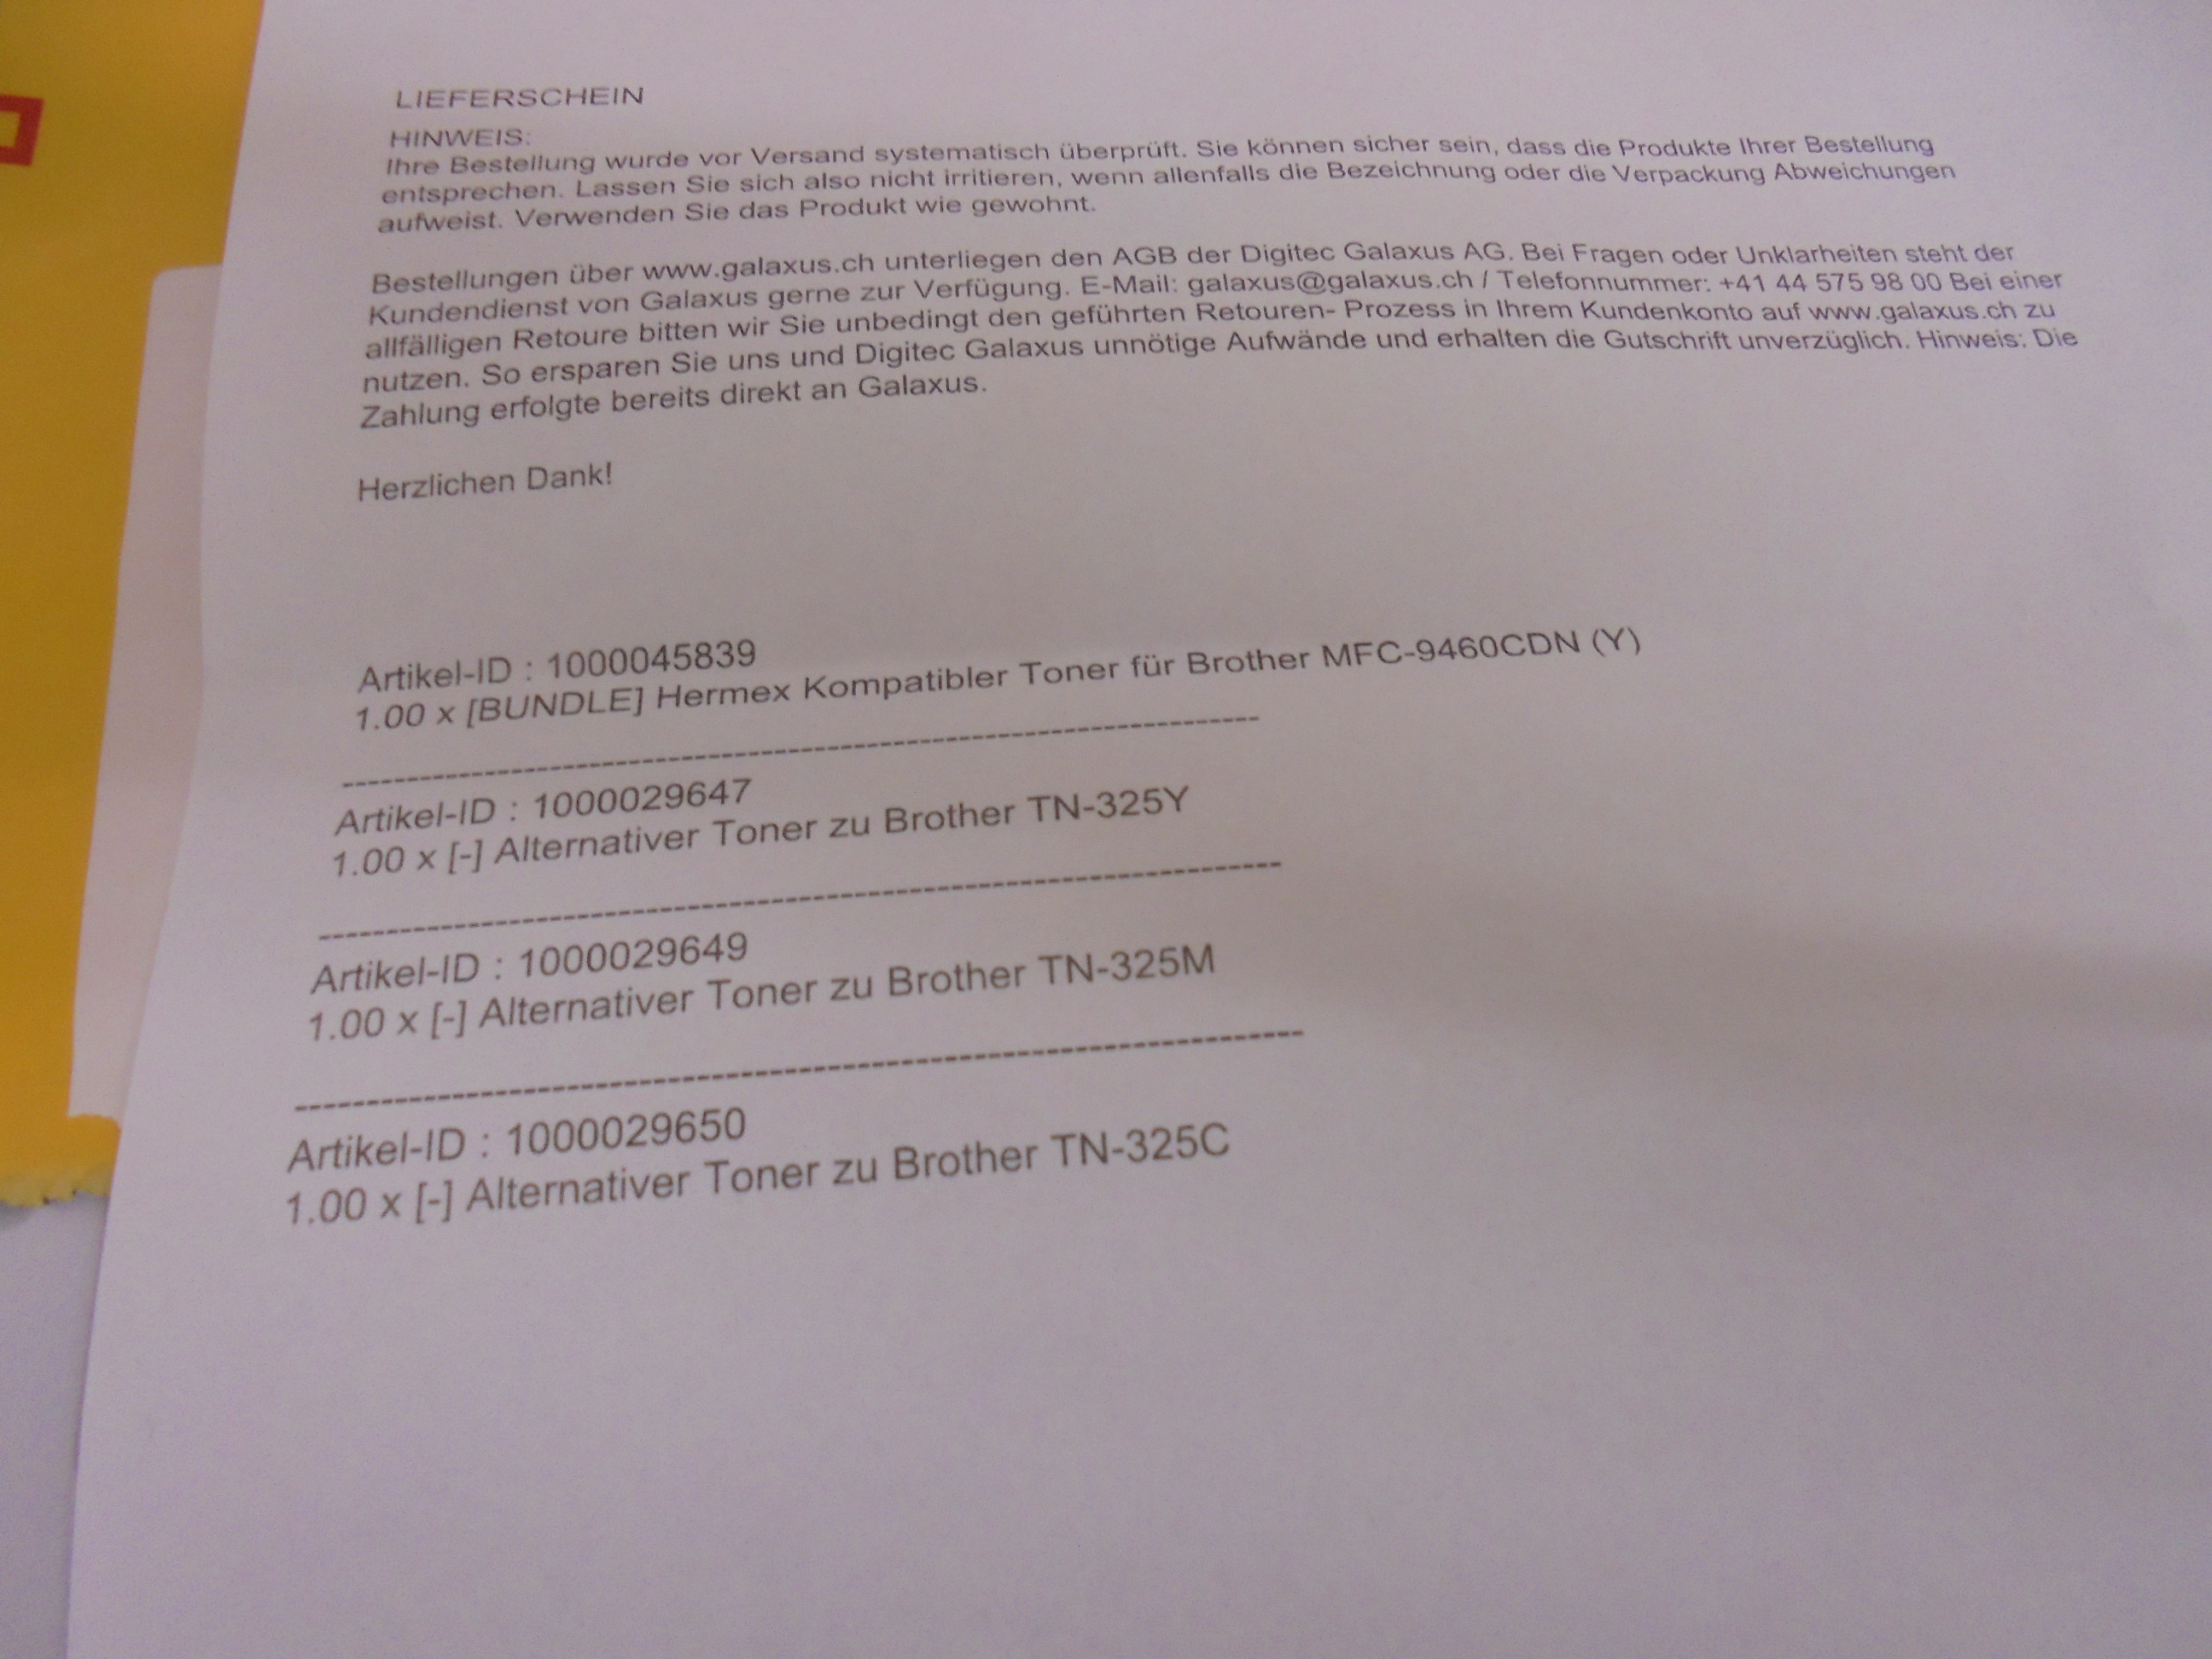 LIEFERSCHEIN
HINWEIS:
Ihre Bestellung wurde vor Versand systematisch überprüft. Sie können sicher sein, dass die Produkte Ihrer Bestellung
entsprechen. Lassen Sie sich also nicht irritieren, wenn allenfalls die Bezeichnung oder die Verpackung Abweichungen
aufweist. Verwenden Sie das Produkt wie gewohnt.
Bestellungen über www.galaxus.ch unterliegen den AGB der Digitec Galaxus AG. Bei Fragen oder Unklarheiten steht der
Kundendienst von Galaxus gerne zur Verfügung. E-Mail: galaxus@galaxus.ch / Telefonnummer: +41 44 575 98 00 Bei einer
allfälligen Retoure bitten wir Sie unbedingt den geführten Retouren- Prozess in Ihrem Kundenkonto auf www.galaxus.ch zu
nutzen. So ersparen Sie uns und Digitec Galaxus unnötige Aufwände und erhalten die Gutschrift unverzüglich. Hinweis: Die
Zahlung erfolgte bereits direkt an Galaxus.
Herzlichen Dank!
Artikel-ID : 1000045839
1.00 x [BUNDLE] Hermex Kompatibler Toner für Brother MFC-9460CDN (Y)
Artikel-ID : 1000029647
1.00 x [-] Alternativer Toner zu Brother TN-325Y
Artikel-ID : 1000029649
1.00 x [-] Alternativer Toner zu Brother TN-325M
Artikel-ID : 1000029650
1.00 x [-] Alternativer Toner zu Brother TN-325C